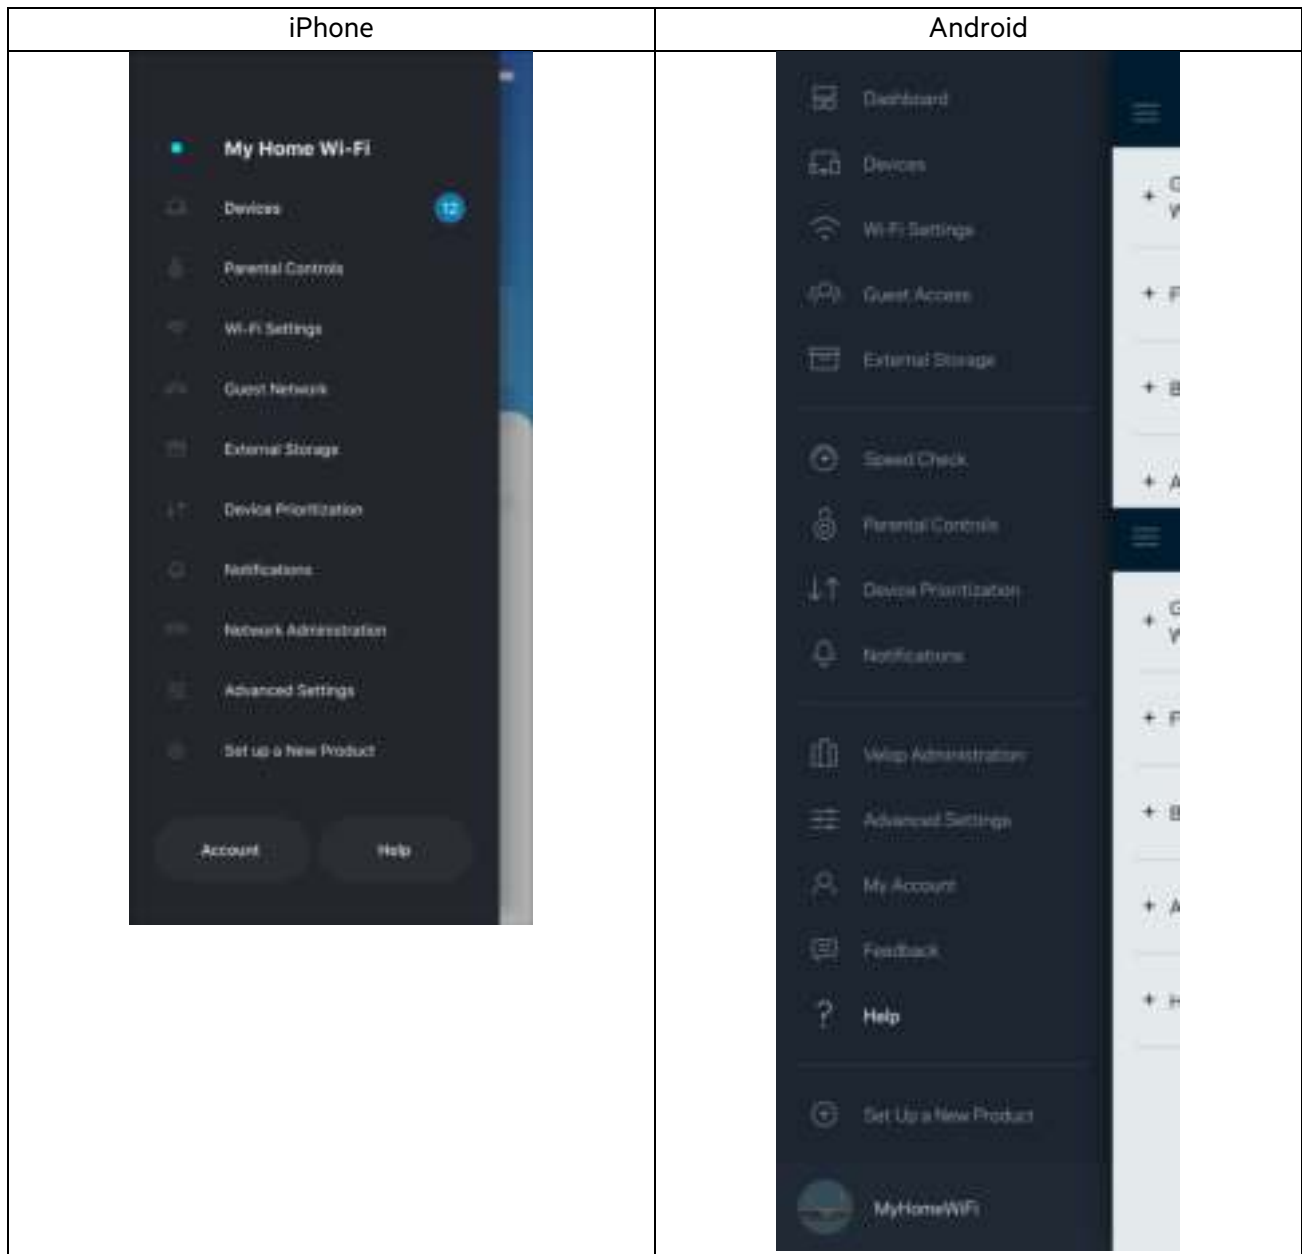 iPhone
Android
My Home Wi-Fi
Devices 12
Parental Controls
Wi-Fi Settings
Guest Network
External Storage
Device Prioritization
Notifications
Network Administration
Advanced Settings
Set up a New Product
Account
Help
Dashboard
Devices
Wi-Fi Settings
Guest Access
External Storage
Speed Check
Parental Controls
Device Prioritization
Notifications
Velop Administration
Advanced Settings
My Account
Feedback
Help
Set Up a New Product
MyHomeWiFi
+ F
+ B
+ A
+ F
+ B
+ A
+ H